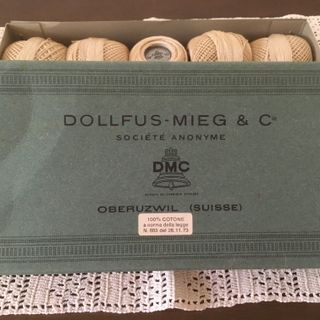 DOLLFUS-MIEG & Cie
SOCIÉTÉ ANONYME
DMC
OBERUZWIL (SUISSE)
100% COTONE
a norma della legge
N. 883 del 26.11.73